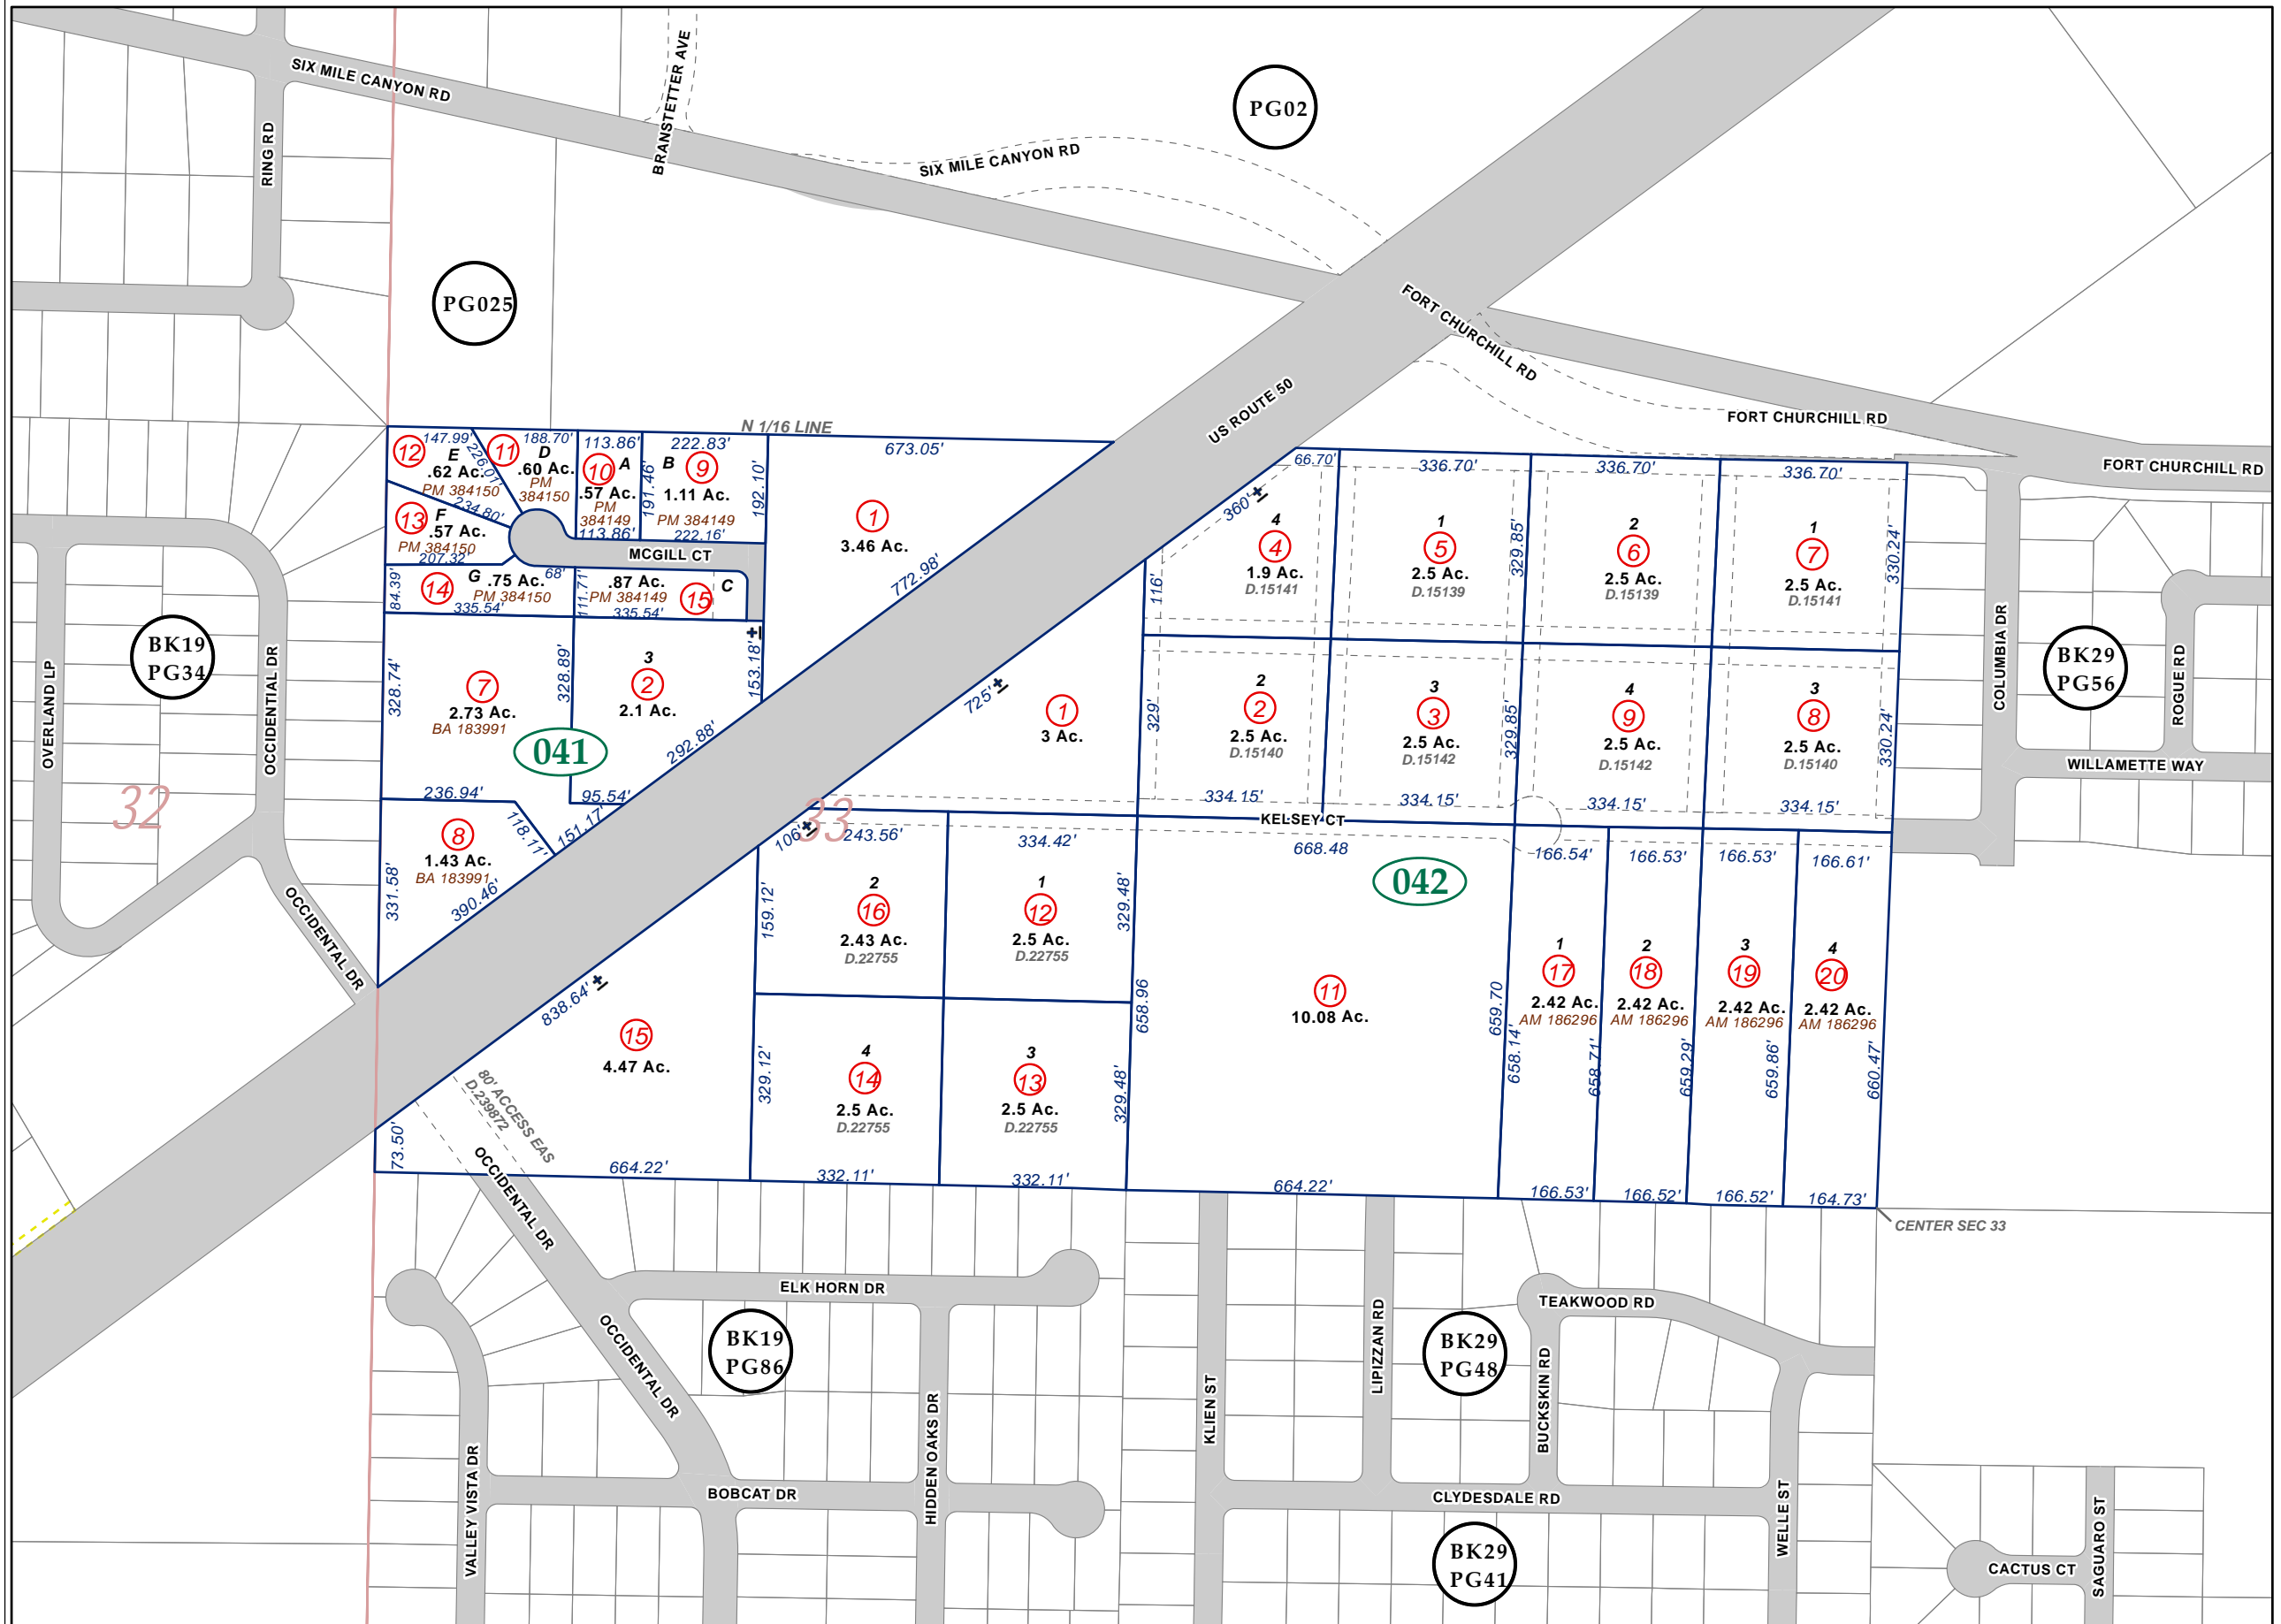 SIX MILE CANYON RD
BRANSTETTER AVE
PG02
RING RD
SIX MILE CANYON RD
PG025
FORT CHURCHILL RD
US ROUTE 50
FORT CHURCHILL RD
FORT CHURCHILL RD
N 1/16 LINE
12
147.99'
E
.62 Ac.
PM 384150
226.01'
234.80'
11
188.70'
D
.60 Ac.
PM
384150
113.86'
10
A
.57 Ac.
PM
384149
113.86'
191.46'
222.83'
B
9
1.11 Ac.
PM 384149
222.16'
192.10'
673.05'
1
3.46 Ac.
772.98'
13
F
.57 Ac.
PM 384150
207.32'
MCGILL CT
84.39'
14
G
.75 Ac.
68'
PM 384150
335.54'
111.71'
.87 Ac.
PM 384149
15
C
335.54'
153.18'±
328.74'
7
2.73 Ac.
BA 183991
328.89'
3
2
2.1 Ac.
292.88'
041
236.94'
118.11'
95.54'
151.17'
8
1.43 Ac.
BA 183991
331.58'
390.46'
66.70'
360'±
4
4
1.9 Ac.
D.15141
116'
336.70'
1
5
2.5 Ac.
D.15139
329.85'
336.70'
2
6
2.5 Ac.
D.15139
336.70'
1
7
2.5 Ac.
D.15141
330.24'
725'±
1
3 Ac.
329'
2
2
2.5 Ac.
D.15140
334.15'
3
3
2.5 Ac.
D.15142
334.15'
329.85'
4
9
2.5 Ac.
D.15142
334.15'
3
8
2.5 Ac.
D.15140
334.15'
330.24'
BK19
PG34
OVERLAND LP
OCCIDENTIAL DR
32
33
OCCIDENTAL DR
COLUMBIA DR
BK29
PG56
ROGUE RD
WILLAMETTE WAY
KELSEY CT
106'±
243.56'
2
16
2.43 Ac.
D.22755
159.12'
334.42'
1
12
2.5 Ac.
D.22755
329.48'
668.48
042
11
10.08 Ac.
658.96
659.70
664.22'
166.54'
1
17
2.42 Ac.
AM 186296
658.14'
166.53'
166.53'
2
18
2.42 Ac.
AM 186296
658.71'
166.52'
166.53'
3
19
2.42 Ac.
AM 186296
659.29'
166.52'
166.61'
4
20
2.42 Ac.
AM 186296
659.86'
660.47'
164.73'
838.64'±
15
4.47 Ac.
73.50'
664.22'
80' ACCESS EAS
D.239872
329.12'
4
14
2.5 Ac.
D.22755
332.11'
3
13
2.5 Ac.
D.22755
329.48'
332.11'
CENTER SEC 33
OCCIDENTAL DR
ELK HORN DR
OCCIDENTAL DR
BK19
PG86
VALLEY VISTA DR
BOBCAT DR
HIDDEN OAKS DR
KLIEN ST
LIPIZZAN RD
BK29
PG48
BUCKSKIN RD
TEAKWOOD RD
CLYDESDALE RD
WELLE ST
BK29
PG41
CACTUS CT
SAGUARO ST